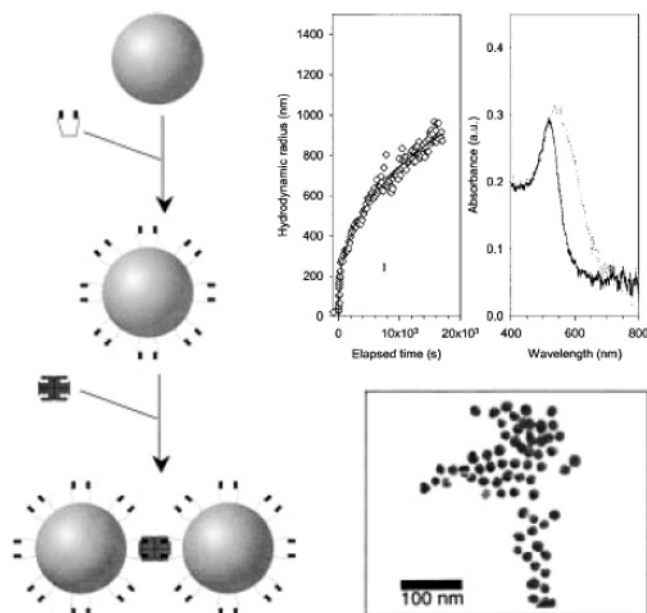 1400
1200
1000
800
600
400
200
0
Hydrodynamic radius (nm)
0 10x10³ 20x10³
Elapsed time (s)
0.4
0.3
0.2
0.1
0.0
Absorbance (a.u.)
400 600 800
Wavelength (nm)
100 nm